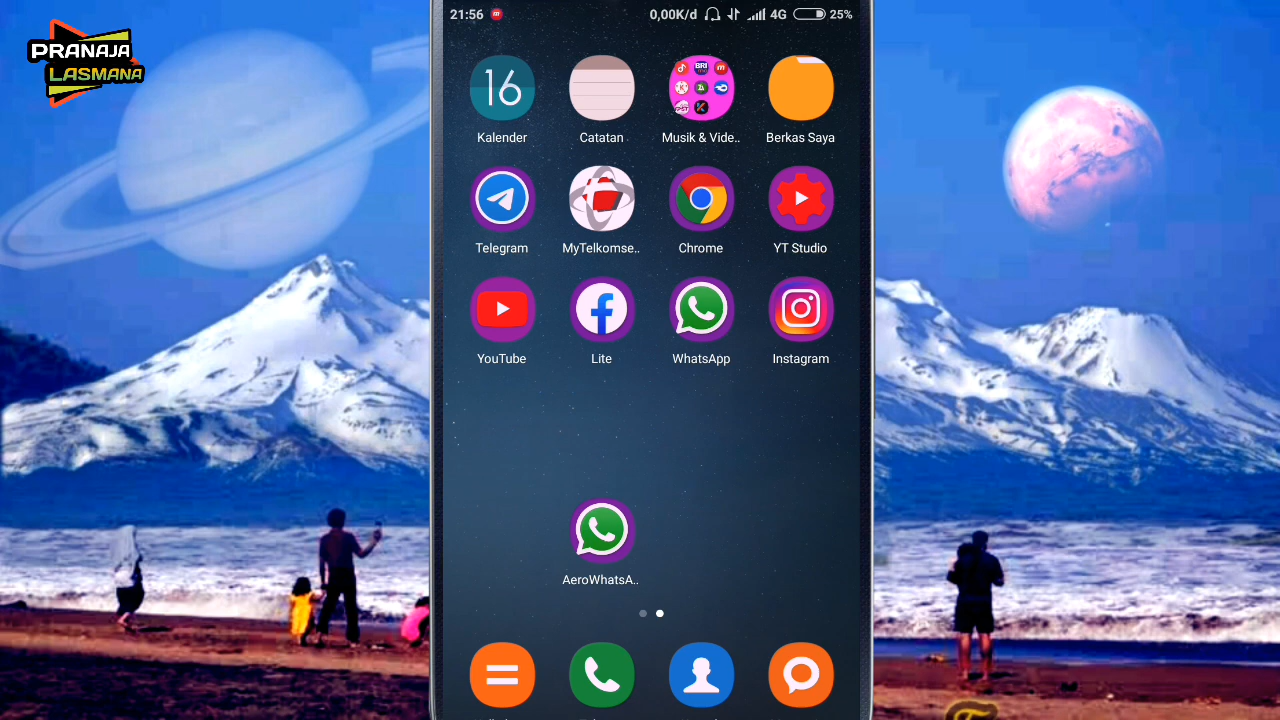 PRANAJA
LASMANA
21:56
0,00K/d
4G
25%
16
BRI
Kalender
Catatan
Musik & Vide..
Berkas Saya
Telegram
MyTelkomse..
Chrome
YT Studio
YouTube
Lite
WhatsApp
Instagram
AeroWhatsA..